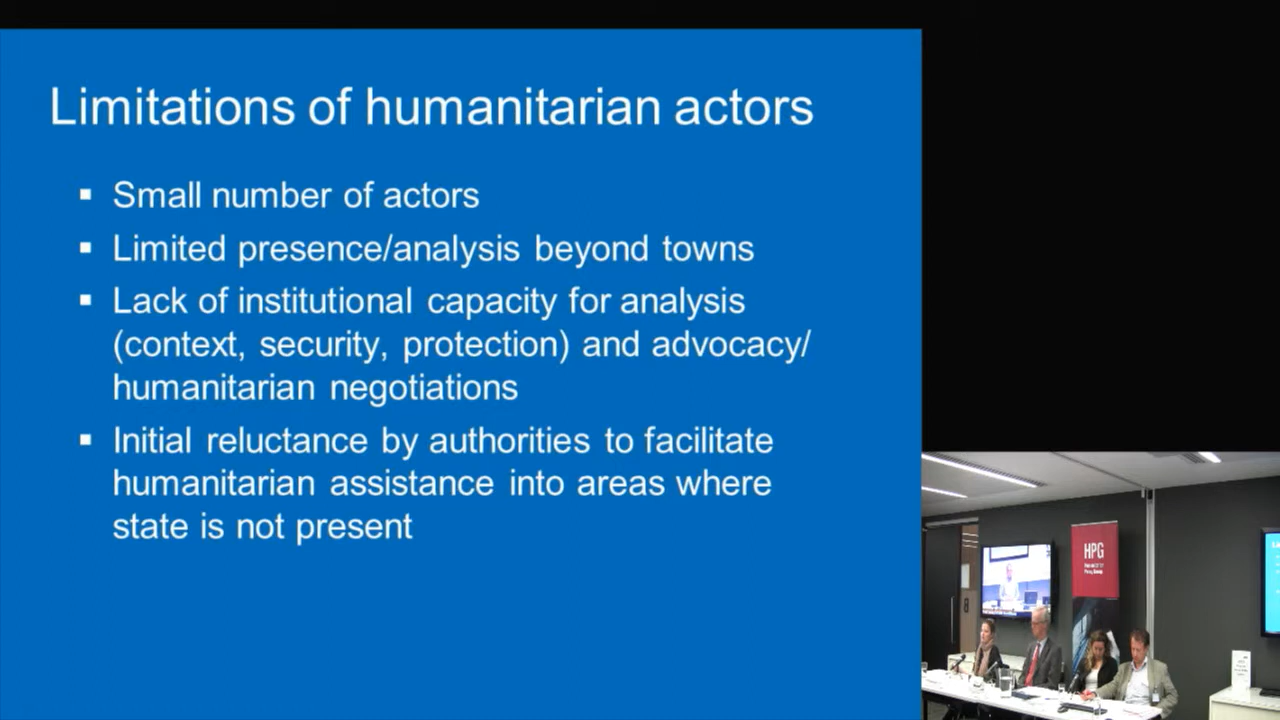 Limitations of humanitarian actors
Small number of actors
Limited presence/analysis beyond towns
Lack of institutional capacity for analysis
(context, security, protection) and advocacy/
humanitarian negotiations
Initial reluctance by authorities to facilitate
humanitarian assistance into areas where
state is not present
HPG